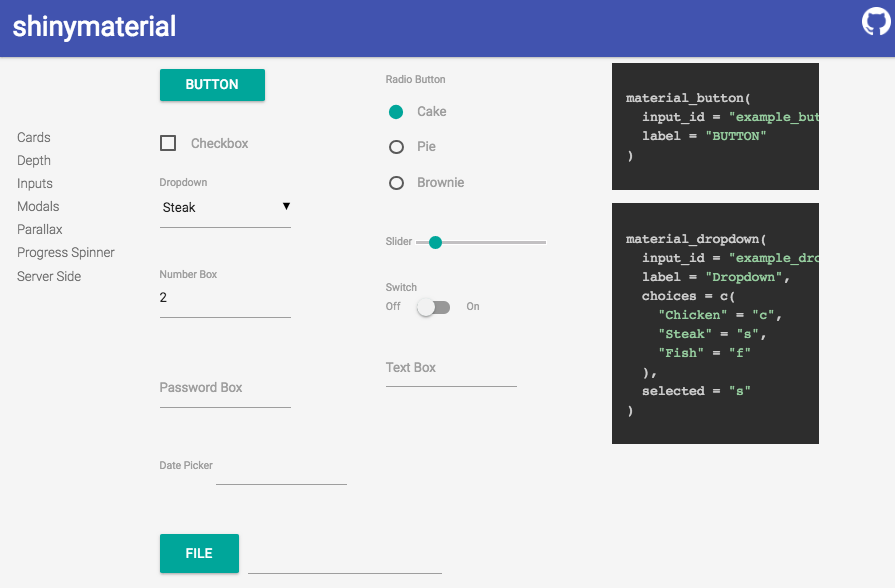 shinymaterial
Cards
Depth
Inputs
Modals
Parallax
Progress Spinner
Server Side
BUTTON
Checkbox
Dropdown
Steak
Number Box
2
Password Box
Date Picker
FILE
Radio Button
Cake
Pie
Brownie
Slider
Switch
Off On
Text Box
material_button(
  input_id = "example_but
  label = "BUTTON"
)
material_dropdown(
  input_id = "example_dro
  label = "Dropdown",
  choices = c(
    "Chicken" = "c",
    "Steak" = "s",
    "Fish" = "f"
  ),
  selected = "s"
)